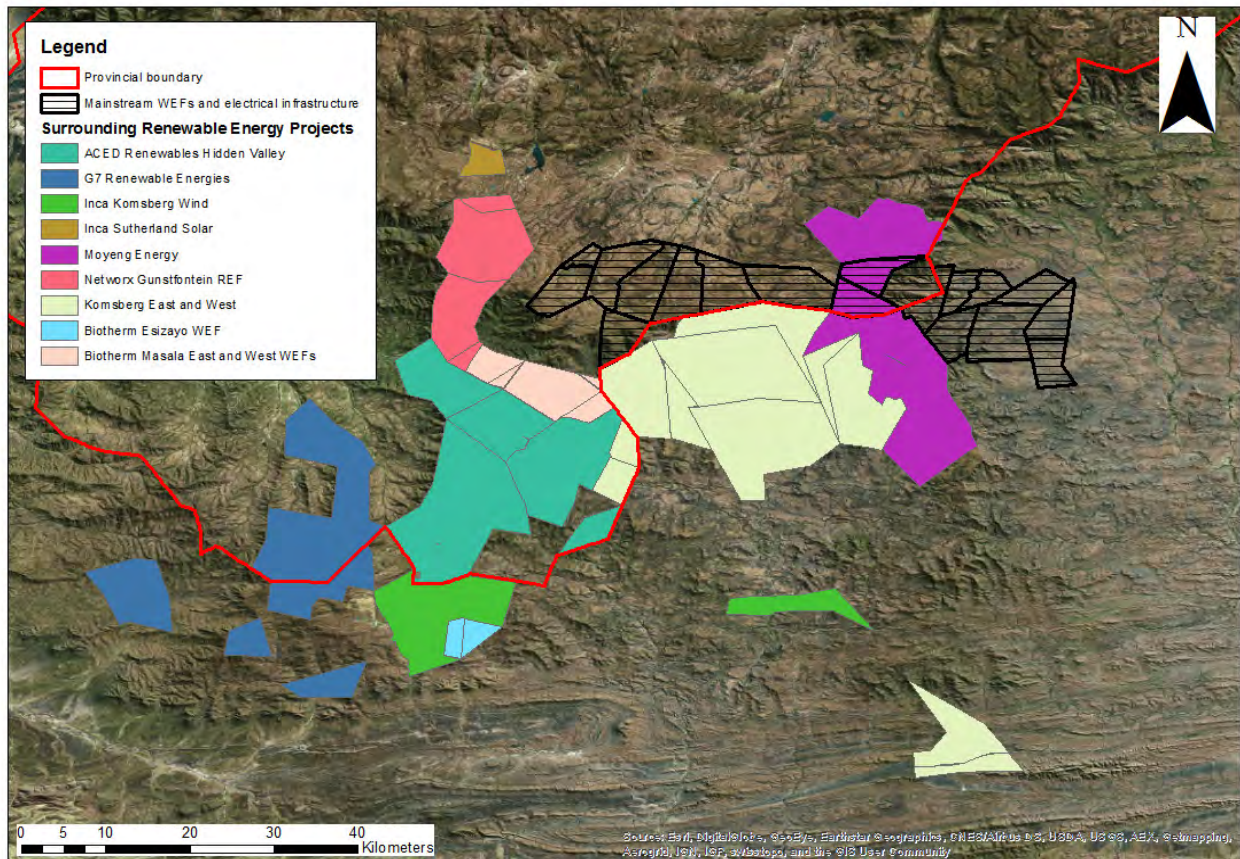 Legend
Provincial boundary
Mainstream WEFs and electrical infrastructure
Surrounding Renewable Energy Projects
ACED Renewables Hidden Valley
G7 Renewable Energies
Inca Komsberg Wind
Inca Sutherland Solar
Moyeng Energy
Networx Gunstfontein REF
Komsberg East and West
Biotherm Esizayo WEF
Biotherm Masala East and West WEFs
N
0 5 10 20 30 40
Kilometers
Source: Esri, DigitalGlobe, GeoEye, Earthstar Geographics, CNES/Airbus DS, USDA, USGS, AEX, Getmapping,
Aerogrid, IGN, IGP, swisstopo, and the GIS User Community